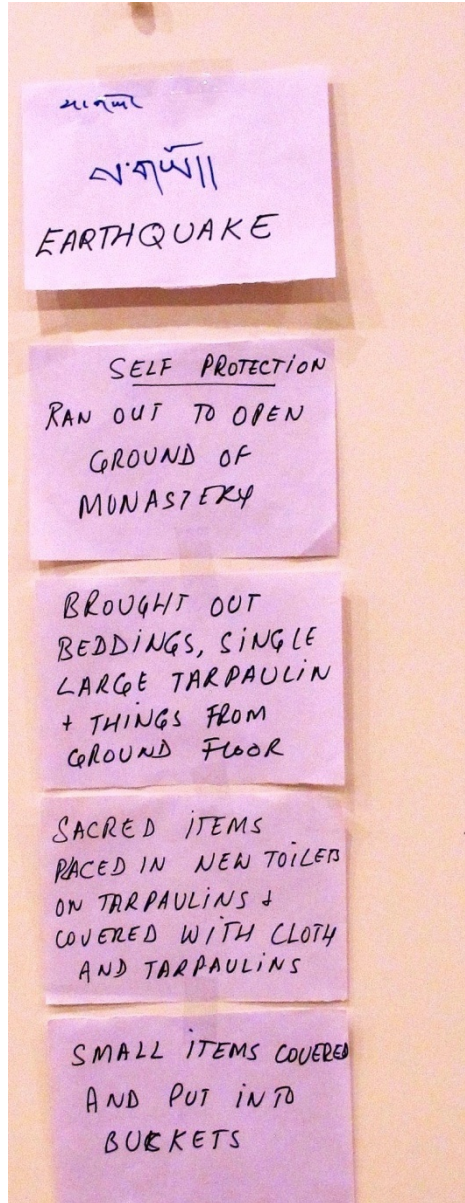 ས་གཡོ།།
EARTHQUAKE
SELF PROTECTION
RAN OUT TO OPEN
GROUND OF
MONASTERY
BROUGHT OUT
BEDDINGS, SINGLE
LARGE TARPAULIN
+ THINGS FROM
GROUND FLOOR
SACRED ITEMS
PACED IN NEW TOILETS
ON TARPAULINS &
COVERED WITH CLOTH
AND TARPAULINS
SMALL ITEMS COVERED
AND PUT INTO
BUCKETS